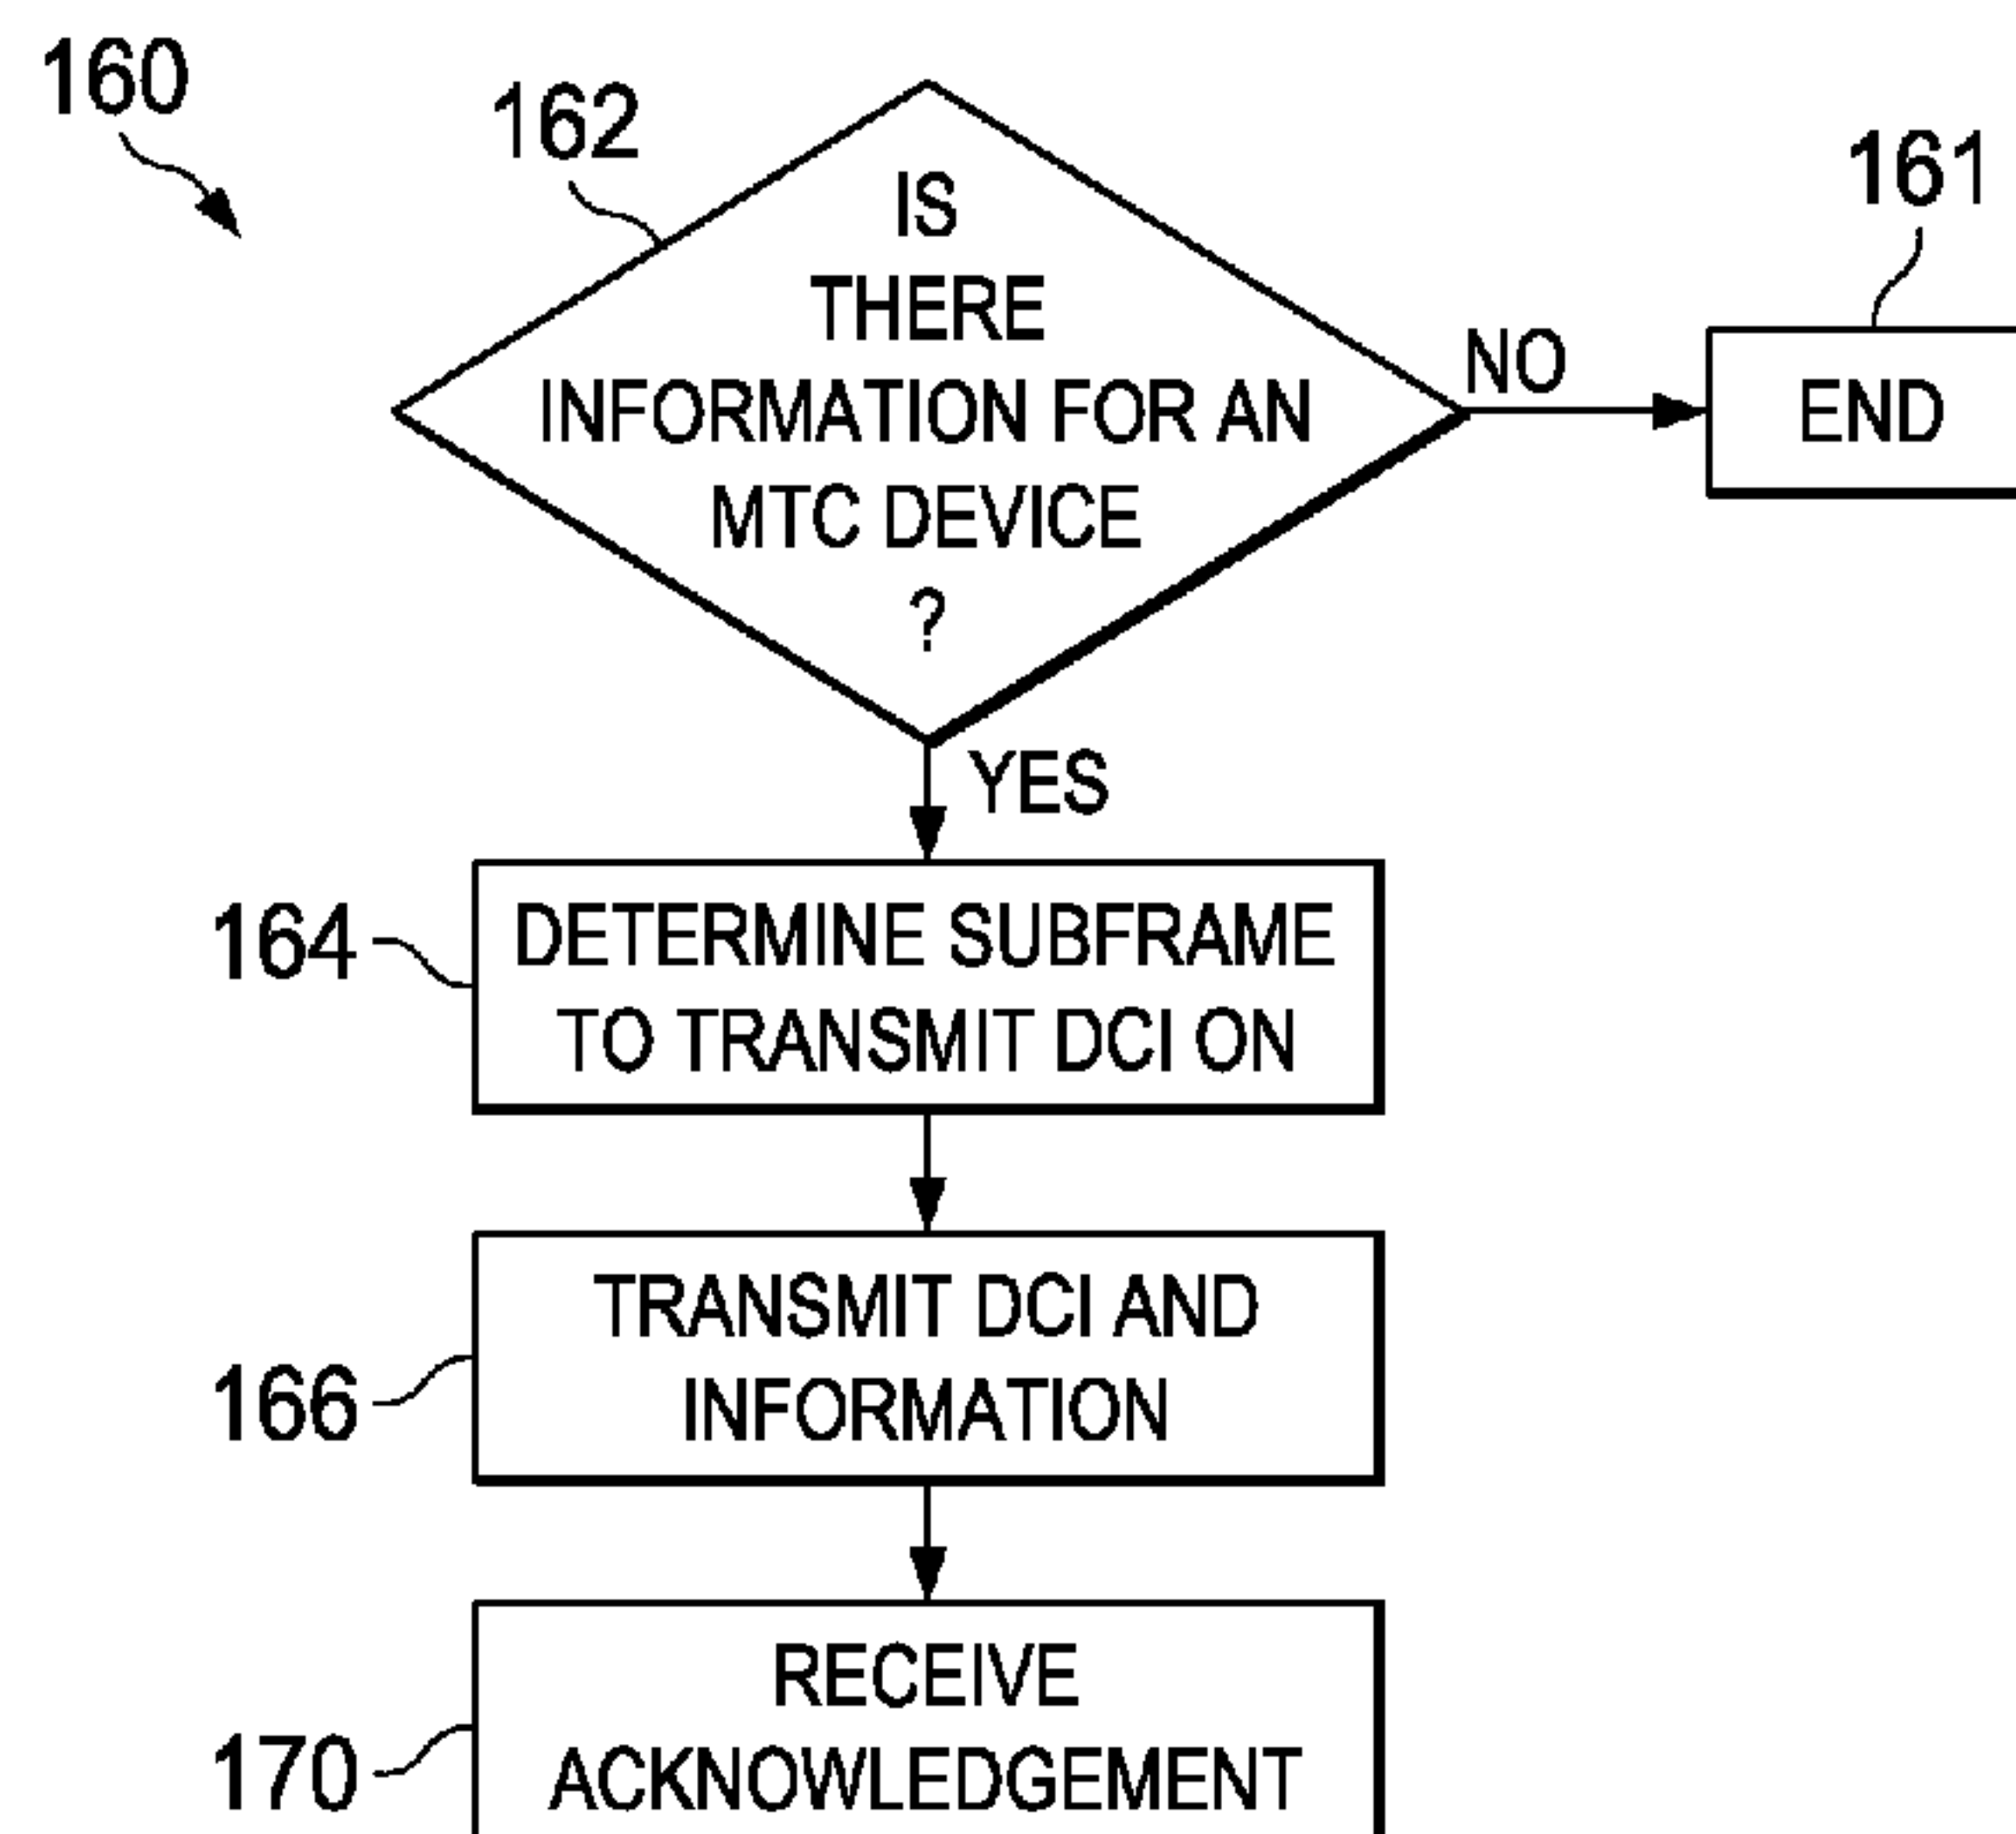 160
162
IS
THERE
INFORMATION FOR AN
MTC DEVICE
?
NO
161
END
YES
164
DETERMINE SUBFRAME
TO TRANSMIT DCI ON
166
TRANSMIT DCI AND
INFORMATION
170
RECEIVE
ACKNOWLEDGEMENT